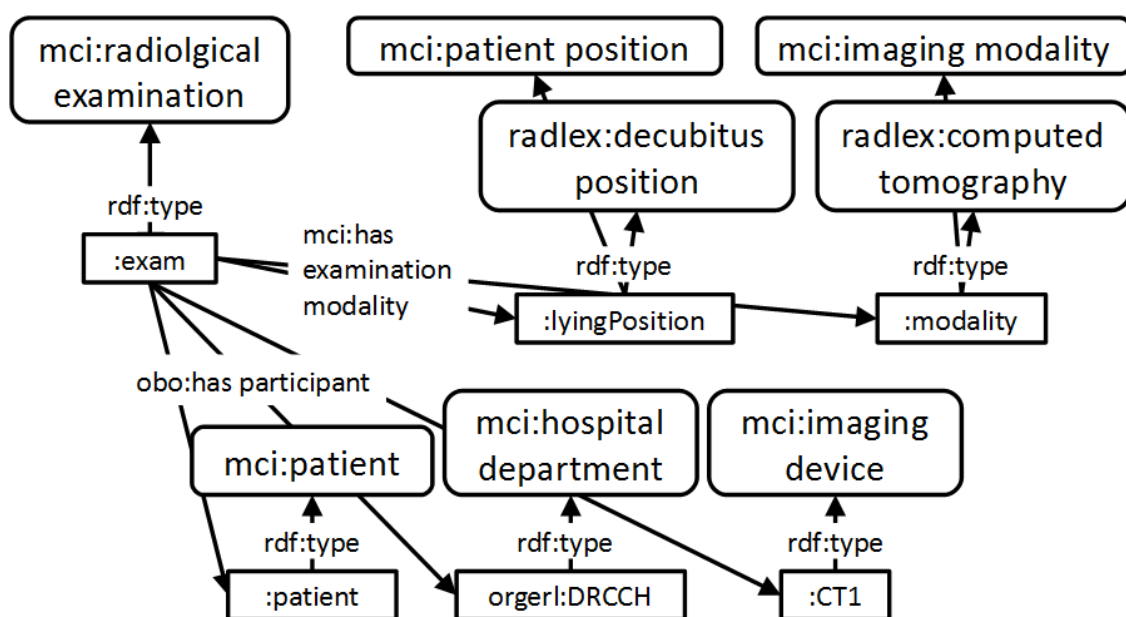 mci:radiolgical
examination
mci:patient position
mci:imaging modality
radlex:decubitus
position
radlex:computed
tomography
rdf:type
:exam
mci:has
examination
modality
rdf:type
rdf:type
:lyingPosition
:modality
obo:has participant
mci:patient
mci:hospital
department
mci:imaging
device
rdf:type
rdf:type
rdf:type
:patient
orgerl:DRCCH
:CT1